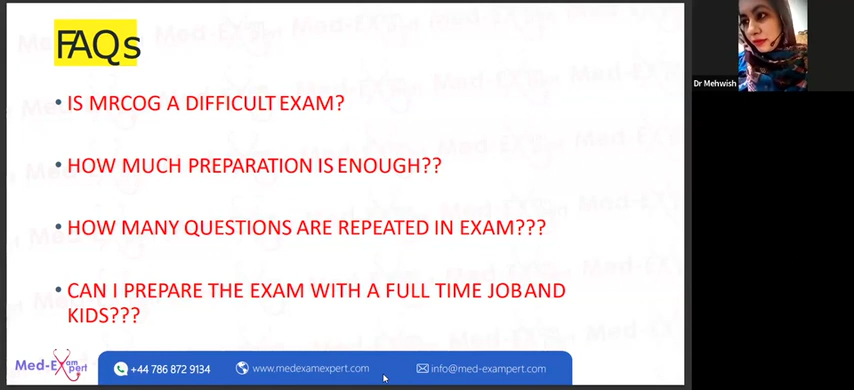 FAQs
• IS MRCOG A DIFFICULT EXAM?
• HOW MUCH PREPARATION IS ENOUGH??
• HOW MANY QUESTIONS ARE REPEATED IN EXAM???
• CAN I PREPARE THE EXAM WITH A FULL TIME JOBAND
KIDS???
Dr Mehwish
Med-Exam Expert
+44 786 872 9134
www.medexamexpert.com
info@med-exampert.com